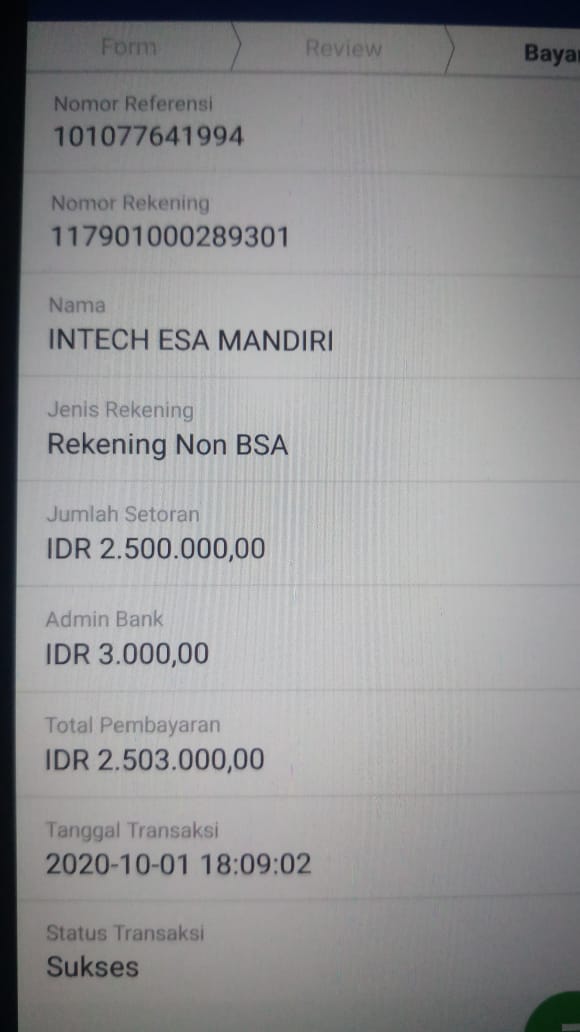 Form
Review
Nomor Referensi
101077641994
Nomor Rekening
117901000289301
Nama
INTECH ESA MANDIRI
Jenis Rekening
Rekening Non BSA
Jumlah Setoran
IDR 2.500.000,00
Admin Bank
IDR 3.000,00
Total Pembayaran
IDR 2.503.000,00
Tanggal Transaksi
2020-10-01 18:09:02
Status Transaksi
Sukses